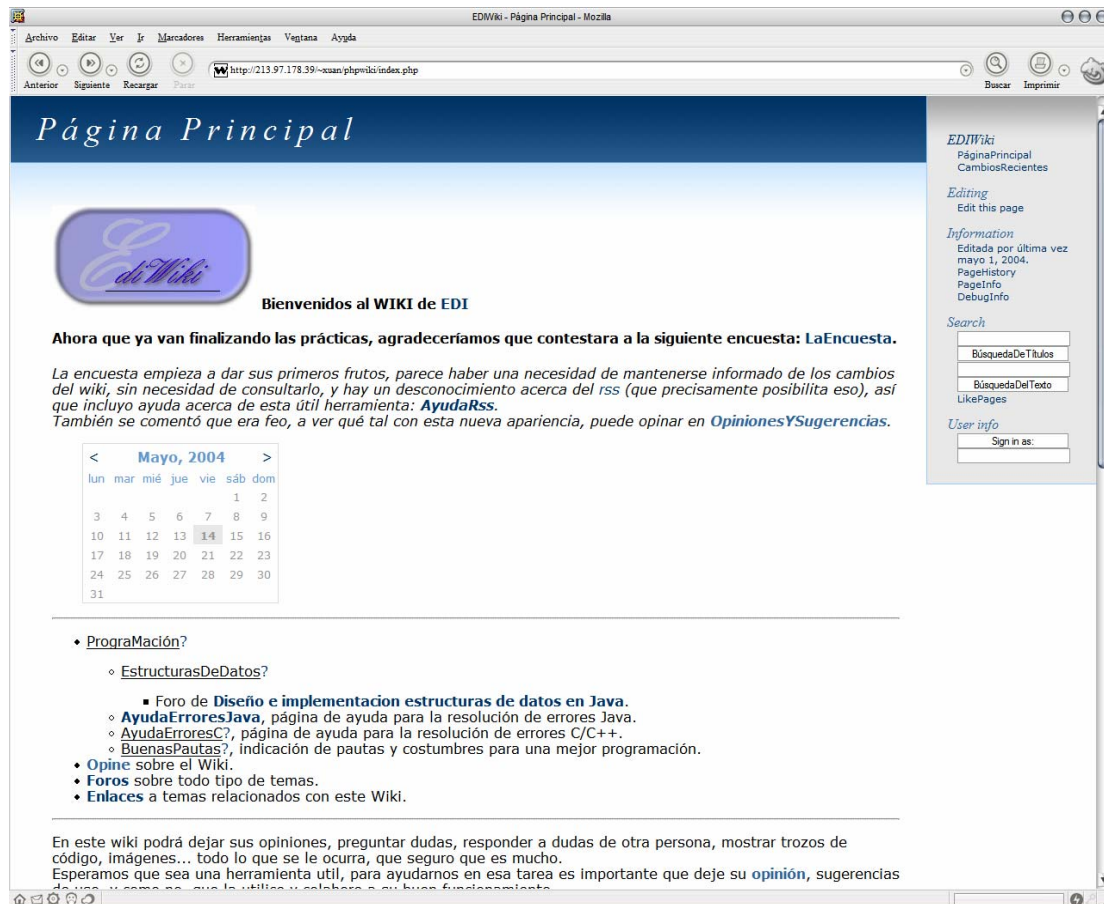 EDIWiki - Página Principal - Mozilla
Archivo Editar Ver Ir Marcadores Herramientas Ventana Ayuda
Anterior Siguiente Recargar Parar
http://213.97.178.39/~xuan/phpwiki/index.php
Buscar Imprimir
Página Principal
EdiWiki
Bienvenidos al WIKI de EDI
Ahora que ya van finalizando las prácticas, agradeceríamos que contestara a la siguiente encuesta: LaEncuesta.
La encuesta empieza a dar sus primeros frutos, parece haber una necesidad de mantenerse informado de los cambios
del wiki, sin necesidad de consultarlo, y hay un desconocimiento acerca del rss (que precisamente posibilita eso), así
que incluyo ayuda acerca de esta útil herramienta: AyudaRss.
También se comentó que era feo, a ver qué tal con esta nueva apariencia, puede opinar en OpinionesYSugerencias.
< Mayo, 2004 >
lun mar mié jue vie sáb dom
1 2
3 4 5 6 7 8 9
10 11 12 13 14 15 16
17 18 19 20 21 22 23
24 25 26 27 28 29 30
31
PrograMación?
EstructurasDeDatos?
Foro de Diseño e implementacion estructuras de datos en Java.
AyudaErroresJava, página de ayuda para la resolución de errores Java.
AyudaErroresC?, página de ayuda para la resolución de errores C/C++.
BuenasPautas?, indicación de pautas y costumbres para una mejor programación.
Opine sobre el Wiki.
Foros sobre todo tipo de temas.
Enlaces a temas relacionados con este Wiki.
En este wiki podrá dejar sus opiniones, preguntar dudas, responder a dudas de otra persona, mostrar trozos de
código, imágenes... todo lo que se le ocurra, que seguro que es mucho.
Esperamos que sea una herramienta util, para ayudarnos en esa tarea es importante que deje su opinión, sugerencias
EDIWiki
PáginaPrincipal
CambiosRecientes
Editing
Edit this page
Information
Editada por última vez
mayo 1, 2004.
PageHistory
PageInfo
DebugInfo
Search
BúsquedaDeTítulos
BúsquedaDelTexto
LikePages
User info
Sign in as: